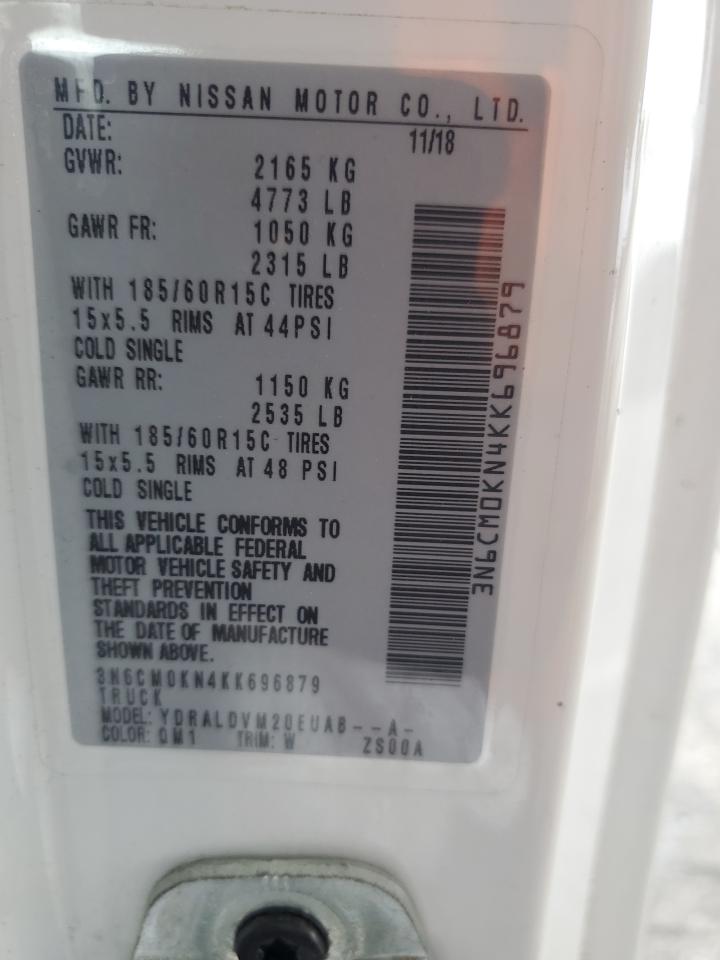 MFD. BY NISSAN MOTOR CO., LTD.
DATE: 11/18
GVWR: 2165 KG
4773 LB
GAWR FR: 1050 KG
2315 LB
WITH 185/60R15C TIRES
15x5.5 RIMS AT 44PSI
COLD SINGLE
GAWR RR: 1150 KG
2535 LB
WITH 185/60R15C TIRES
15x5.5 RIMS AT 48 PSI
COLD SINGLE
THIS VEHICLE CONFORMS TO
ALL APPLICABLE FEDERAL
MOTOR VEHICLE SAFETY AND
THEFT PREVENTION
STANDARDS IN EFFECT ON
THE DATE OF MANUFACTURE
SHOWN ABOVE.
3N6CM0KN4KK696879
TRUCK
MODEL: YDRALDVM20EUAB--A-
COLOR: QM1 TRIM: W ZS00A
3N6CM0KN4KK696879